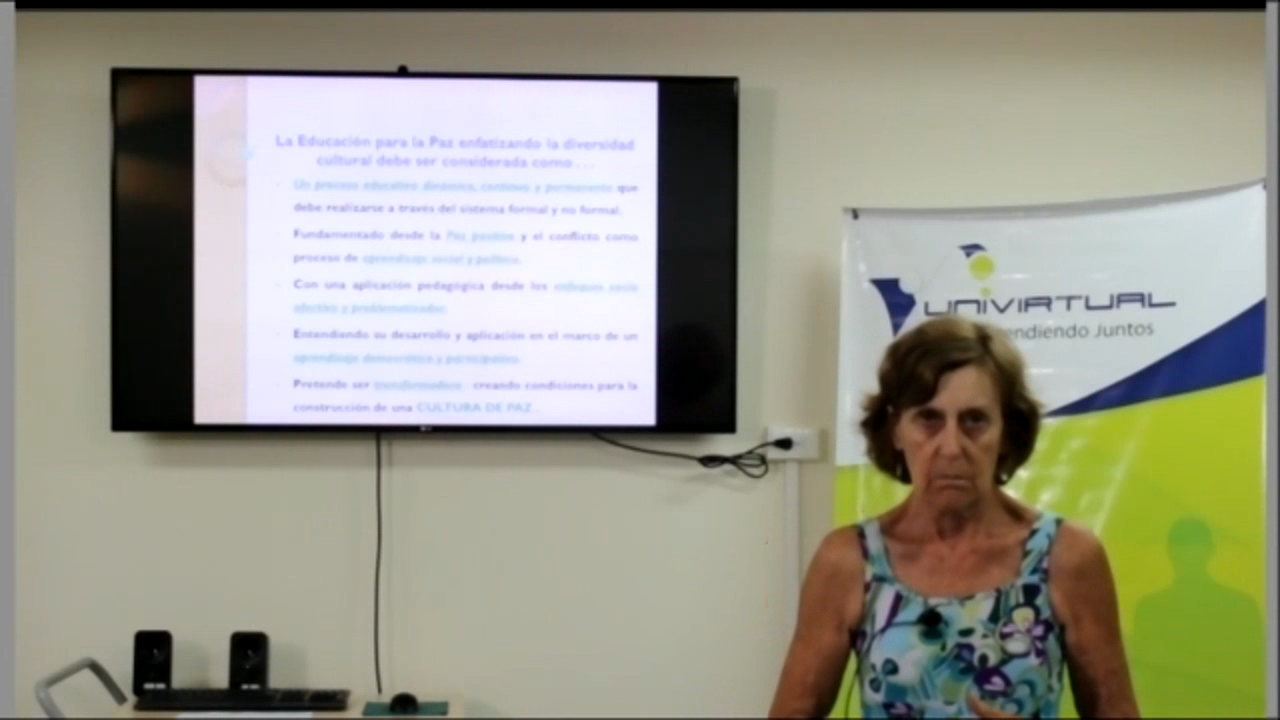 La Educación para la Paz enfatizando la diversidad
cultural debe ser considerada como . . .
Un proceso educativo dinámico, continuo y permanente que
debe realizarse a través del sistema formal y no formal.
Fundamentado desde la Paz positiva y el conflicto como
proceso de aprendizaje social y político.
Con una aplicación pedagógica desde los enfoques socio
afectivo y problematizador.
Entendiendo su desarrollo y aplicación en el marco de un
aprendizaje democrático y participativo.
Pretende ser transformadora creando condiciones para la
construcción de una CULTURA DE PAZ .
UNIVIRTUAL
endiendo Juntos